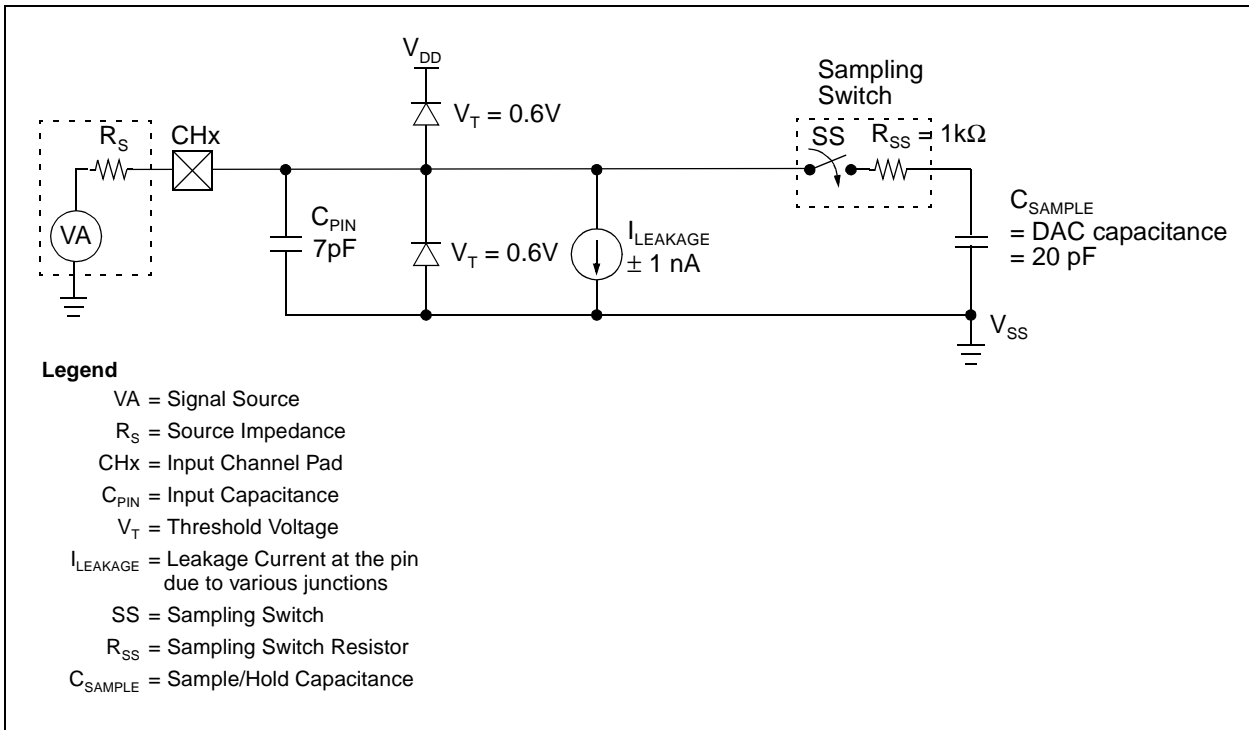 V_DD
Sampling
Switch
R_S
CHx
V_T = 0.6V
SS
R_SS = 1kΩ
VA
C_PIN
7pF
V_T = 0.6V
I_LEAKAGE
± 1 nA
C_SAMPLE
= DAC capacitance
= 20 pF
V_SS
Legend
VA = Signal Source
R_S = Source Impedance
CHx = Input Channel Pad
C_PIN = Input Capacitance
V_T = Threshold Voltage
I_LEAKAGE = Leakage Current at the pin
due to various junctions
SS = Sampling Switch
R_SS = Sampling Switch Resistor
C_SAMPLE = Sample/Hold Capacitance